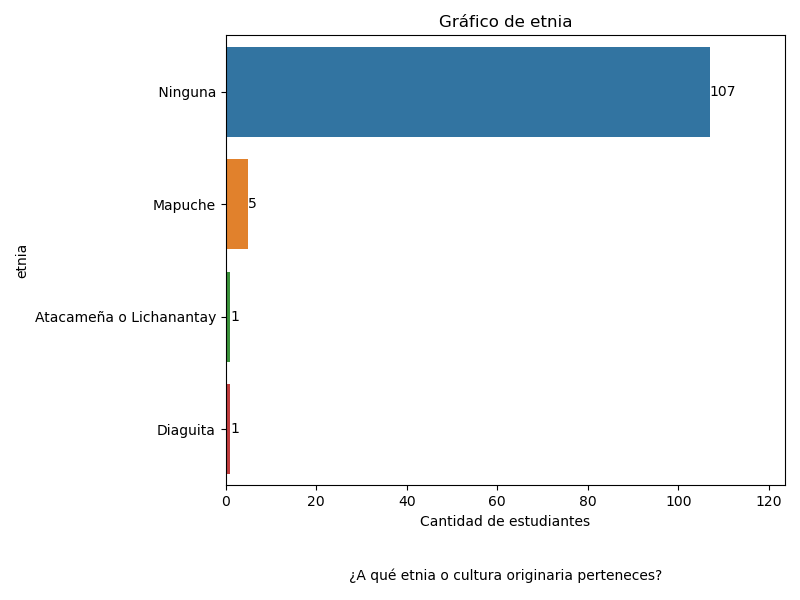 Gráfico de etnia
Ninguna
107
Mapuche
5
Atacameña o Lichanantay
1
Diaguita
1
etnia
0 20 40 60 80 100 120
Cantidad de estudiantes
¿A qué etnia o cultura originaria perteneces?